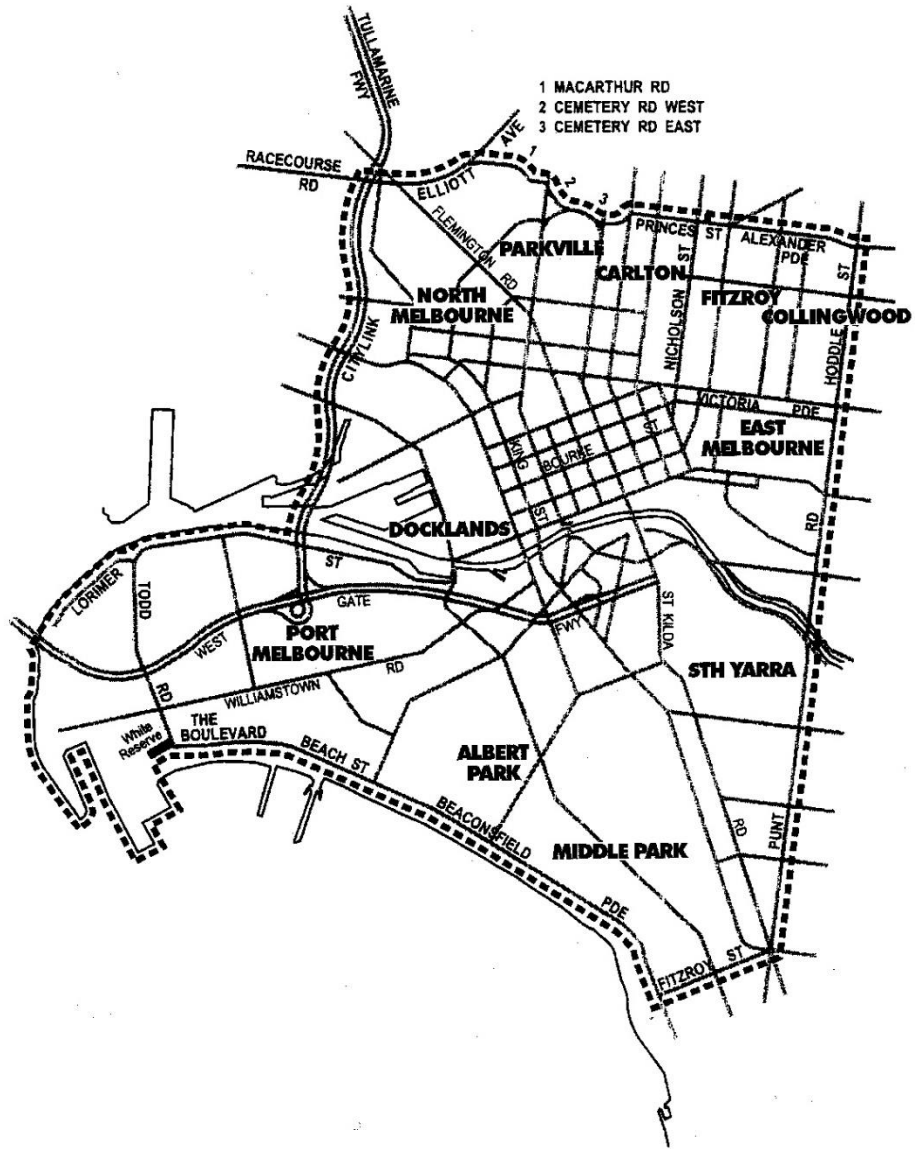 TULLAMARINE
FWY
1 MACARTHUR RD
2 CEMETERY RD WEST
3 CEMETERY RD EAST
AVE
1
RACECOURSE
RD
ELLIOTT
2
3
FLEMINGTON
RD
PARKVILLE
PRINCES ST
ALEXANDER
PDE
CARLTON
NICHOLSON ST
FITZROY
COLLINGWOOD
HODDLE
ST
NORTH
MELBOURNE
CITYLINK
VICTORIA
PDE
EAST
MELBOURNE
KING
ST
BOURKE
ST
DOCKLANDS
RD
LORIMER
ST
TODD
RD
WEST
GATE
FWY
PORT
MELBOURNE
ST KILDA
RD
STH YARRA
WILLIAMSTOWN
RD
White
Reserve
THE
BOULEVARD
BEACH ST
ALBERT
PARK
BEACONSFIELD
PDE
MIDDLE PARK
PUNT
FITZROY ST